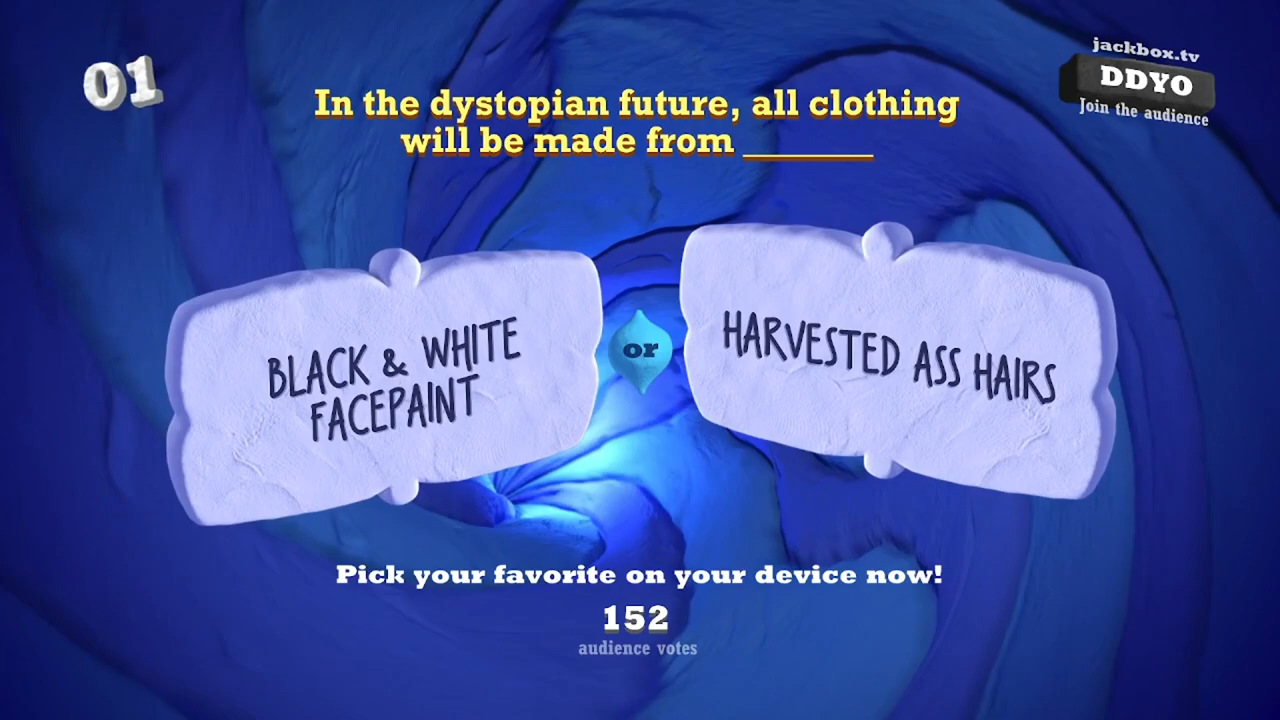 01
jackbox.tv
DDYO
Join the audience
In the dystopian future, all clothing
will be made from ________
BLACK & WHITE
FACEPAINT
or
HARVESTED ASS HAIRS
Pick your favorite on your device now!
152
audience votes